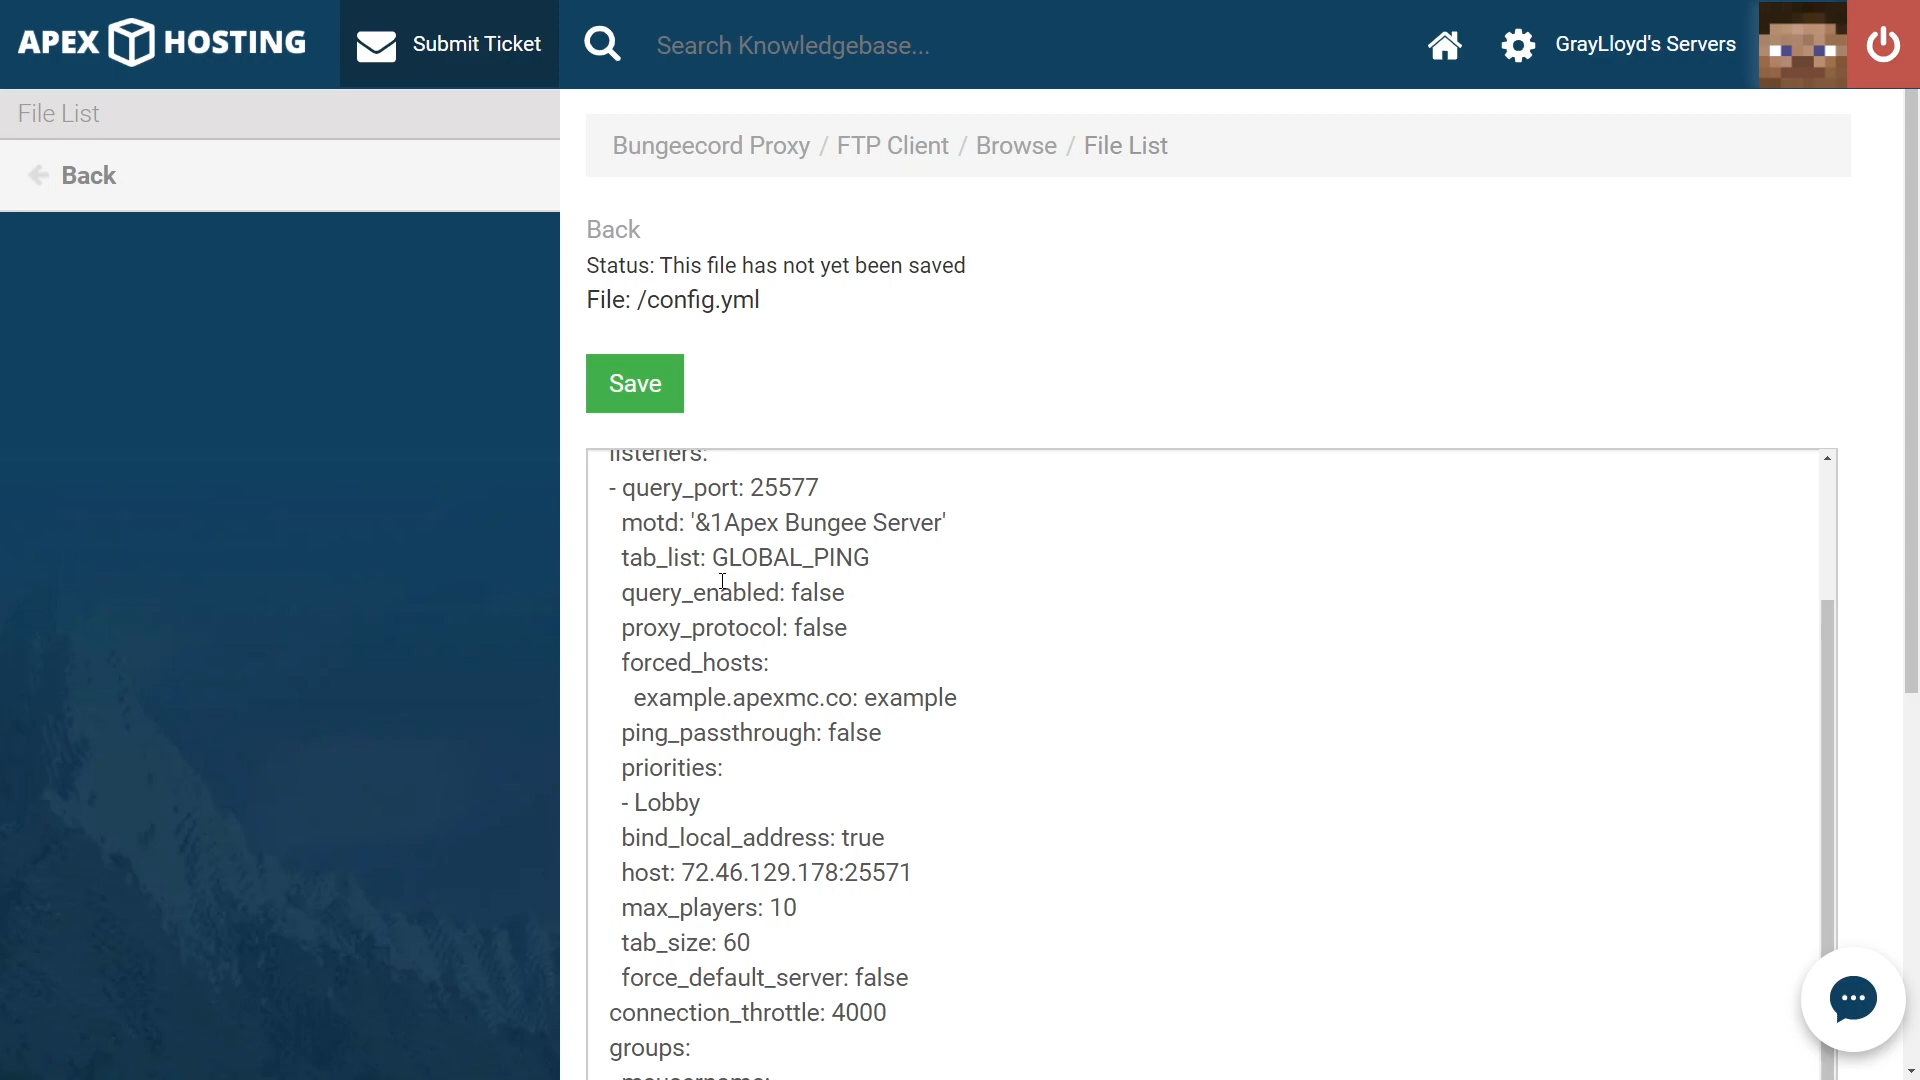 APEX HOSTING
Submit Ticket
Search Knowledgebase...
GrayLloyd's Servers
File List
Back
Bungeecord Proxy / FTP Client / Browse / File List
Back
Status: This file has not yet been saved
File: /config.yml
Save
listeners:
- query_port: 25577
motd: '&1Apex Bungee Server'
tab_list: GLOBAL_PING
query_enabled: false
proxy_protocol: false
forced_hosts:
example.apexmc.co: example
ping_passthrough: false
priorities:
- Lobby
bind_local_address: true
host: 72.46.129.178:25571
max_players: 10
tab_size: 60
force_default_server: false
connection_throttle: 4000
groups: